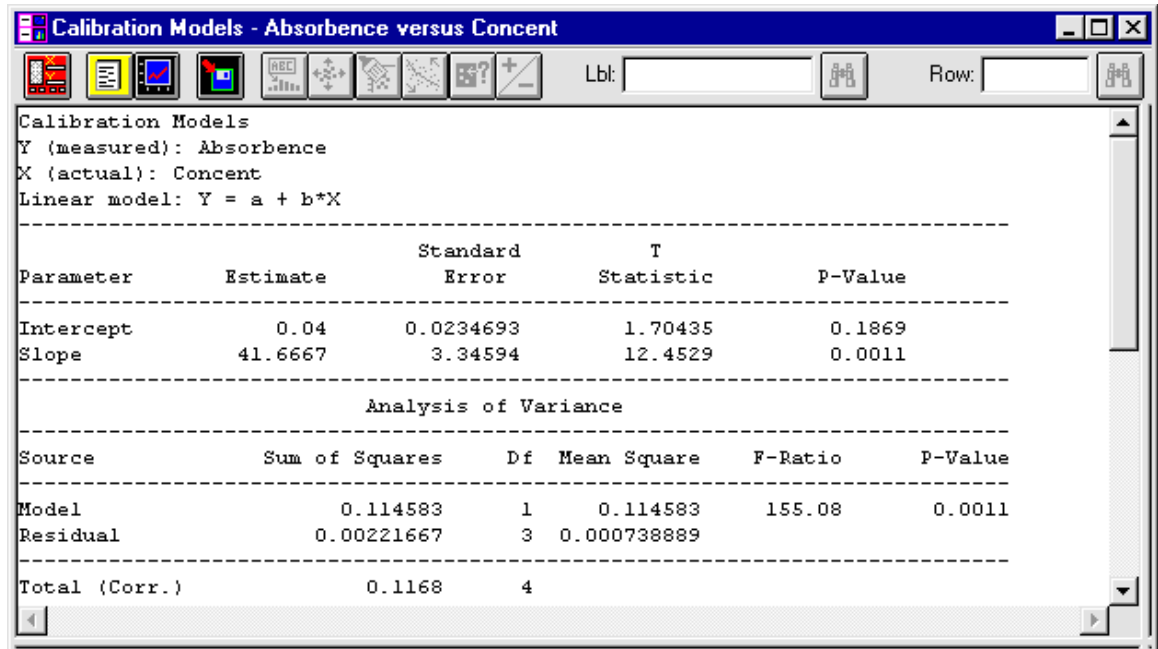 Calibration Models - Absorbence versus Concent
ABC
Lbl: Row:
Calibration Models
Y (measured): Absorbence
X (actual): Concent
Linear model: Y = a + b*X
-----------------------------------------------------------------------------
Standard T
Parameter Estimate Error Statistic P-Value
-----------------------------------------------------------------------------
Intercept 0.04 0.0234693 1.70435 0.1869
Slope 41.6667 3.34594 12.4529 0.0011
-----------------------------------------------------------------------------
Analysis of Variance
-----------------------------------------------------------------------------
Source Sum of Squares Df Mean Square F-Ratio P-Value
-----------------------------------------------------------------------------
Model 0.114583 1 0.114583 155.08 0.0011
Residual 0.00221667 3 0.000738889
-----------------------------------------------------------------------------
Total (Corr.) 0.1168 4